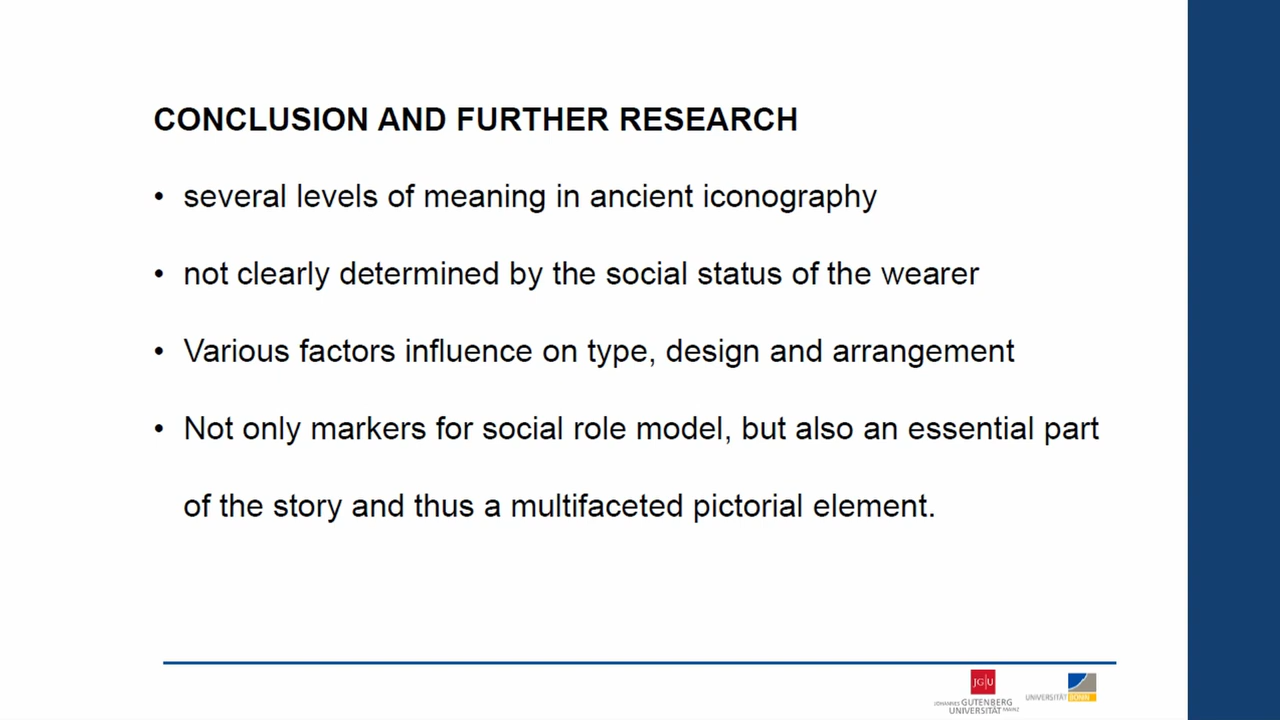 CONCLUSION AND FURTHER RESEARCH
• several levels of meaning in ancient iconography
• not clearly determined by the social status of the wearer
• Various factors influence on type, design and arrangement
• Not only markers for social role model, but also an essential part
of the story and thus a multifaceted pictorial element.
JG|U
JOHANNES GUTENBERG
UNIVERSITÄT MAINZ
UNIVERSITÄT BONN